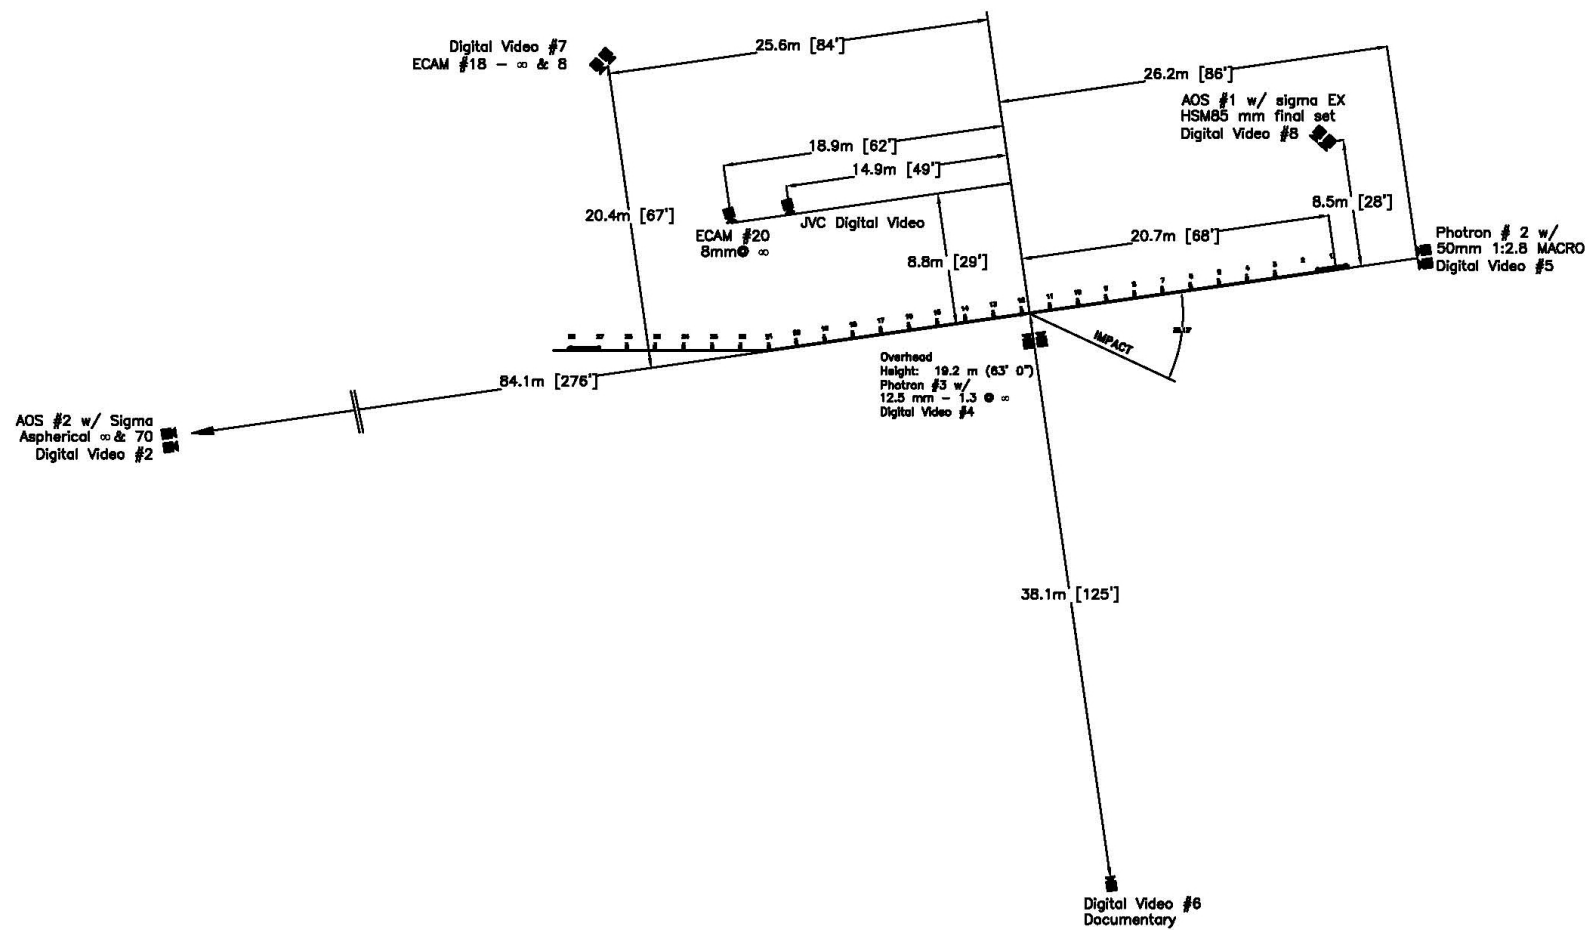 Digital Video #7
ECAM #18 - ∞ & 8
25.6m [84']
26.2m [86']
AOS #1 w/ sigma EX
HSM85 mm final set
Digital Video #8
18.9m [62']
14.9m [49']
20.4m [67']
JVC Digital Video
ECAM #20
8mm@ ∞
8.8m [29']
8.5m [28']
20.7m [68']
Photron # 2 w/
50mm 1:2.8 MACRO
Digital Video #5
IMPACT
Overhead
Height: 19.2 m (63' 0")
Photron #3 w/
12.5 mm - 1.3 @ ∞
Digital Video #4
84.1m [276']
AOS #2 w/ Sigma
Aspherical ∞ & 70
Digital Video #2
38.1m [125']
Digital Video #6
Documentary